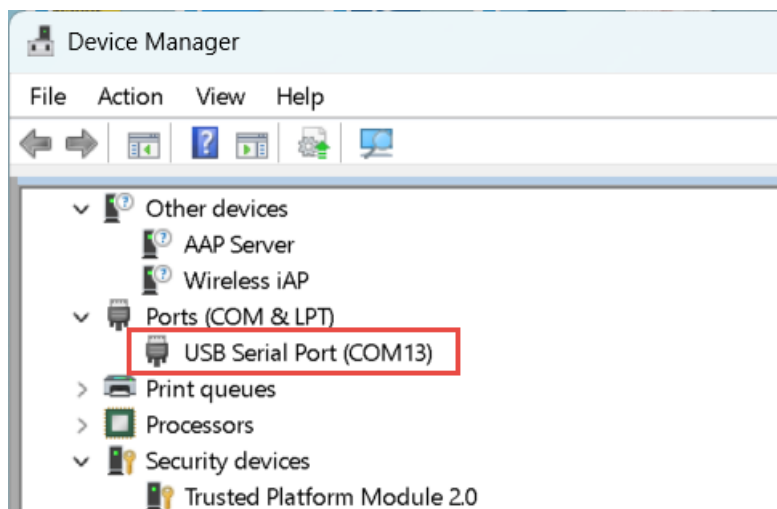 Device Manager
File Action View Help
Other devices
AAP Server
Wireless iAP
Ports (COM & LPT)
USB Serial Port (COM13)
Print queues
Processors
Security devices
Trusted Platform Module 2.0